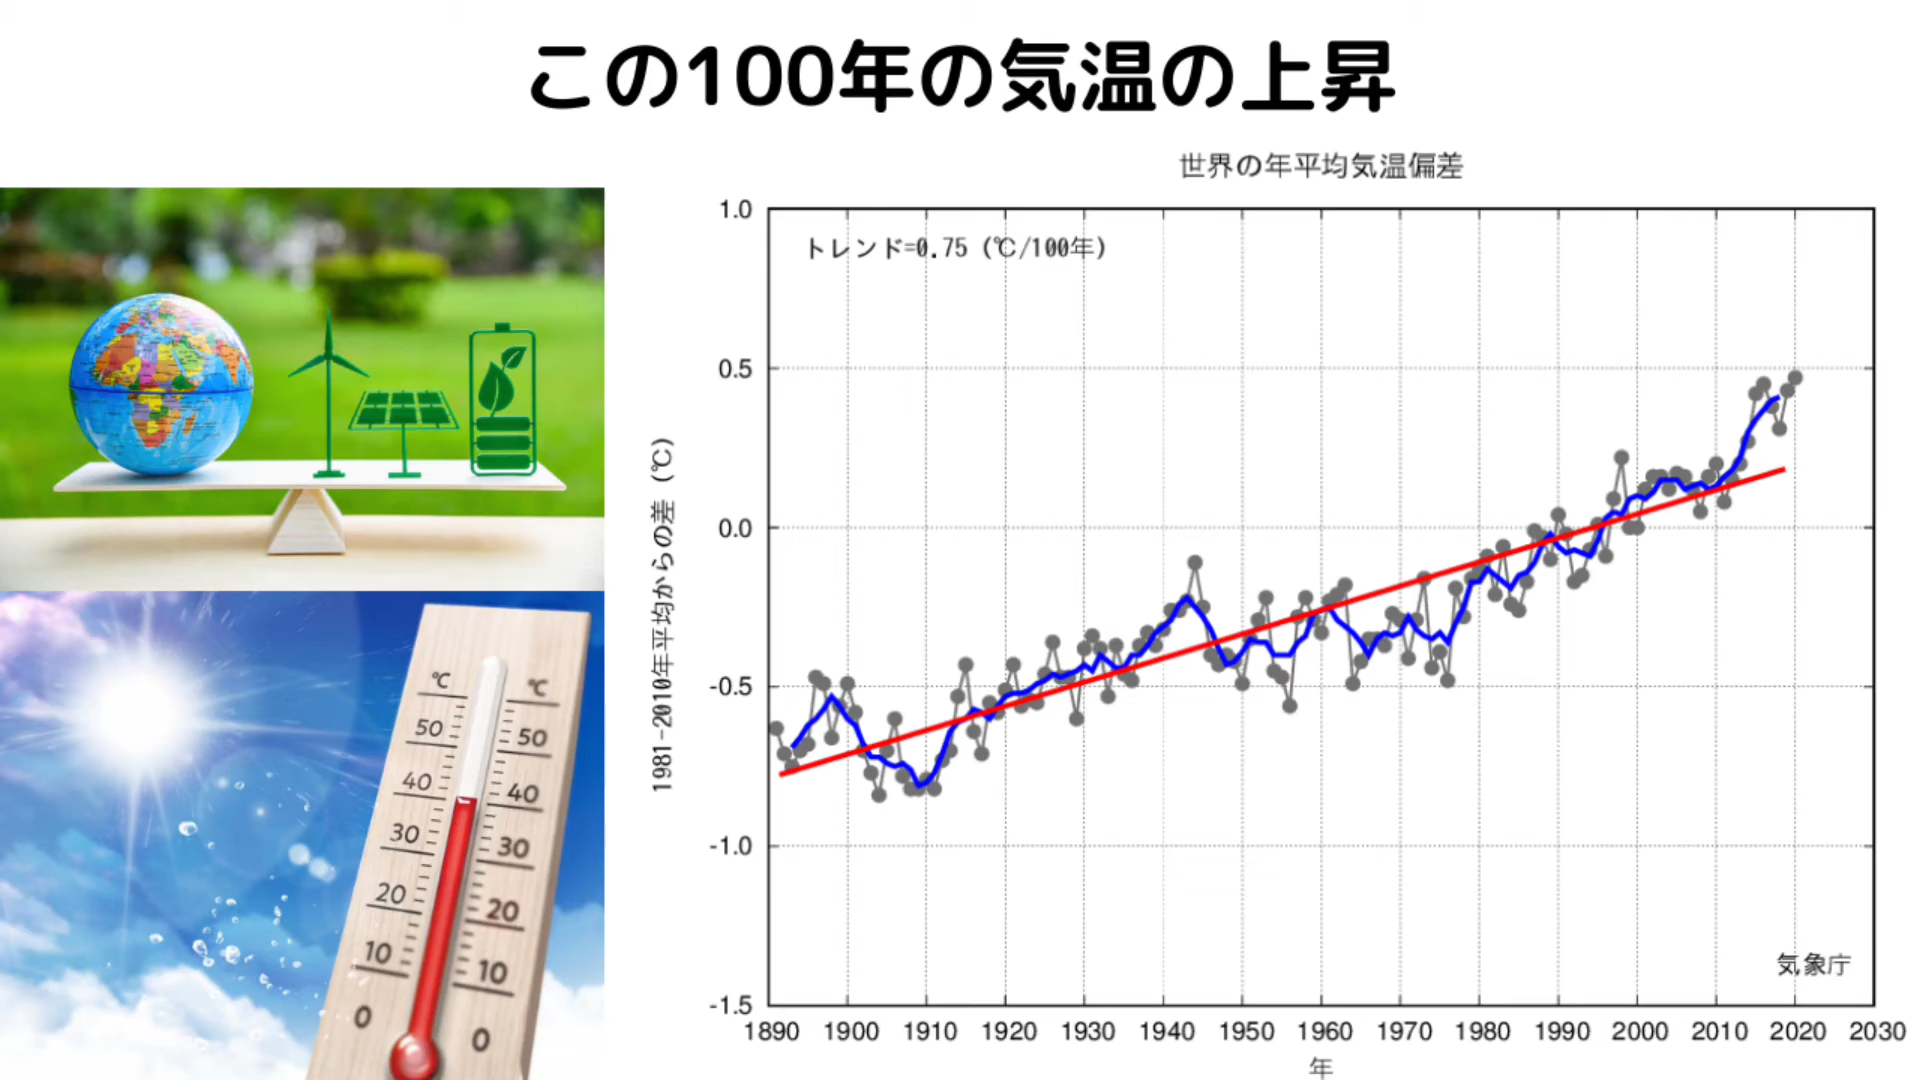 この100年の気温の上昇
世界の年平均気温偏差
トレンド=0.75 (℃/100年)
1981-2010年平均からの差 (℃)
1.0
0.5
0.0
-0.5
-1.0
-1.5
1890 1900 1910 1920 1930 1940 1950 1960 1970 1980 1990 2000 2010 2020 2030
年
気象庁
℃ ℃
50 50
40 40
30 30
20 20
10 10
0 0